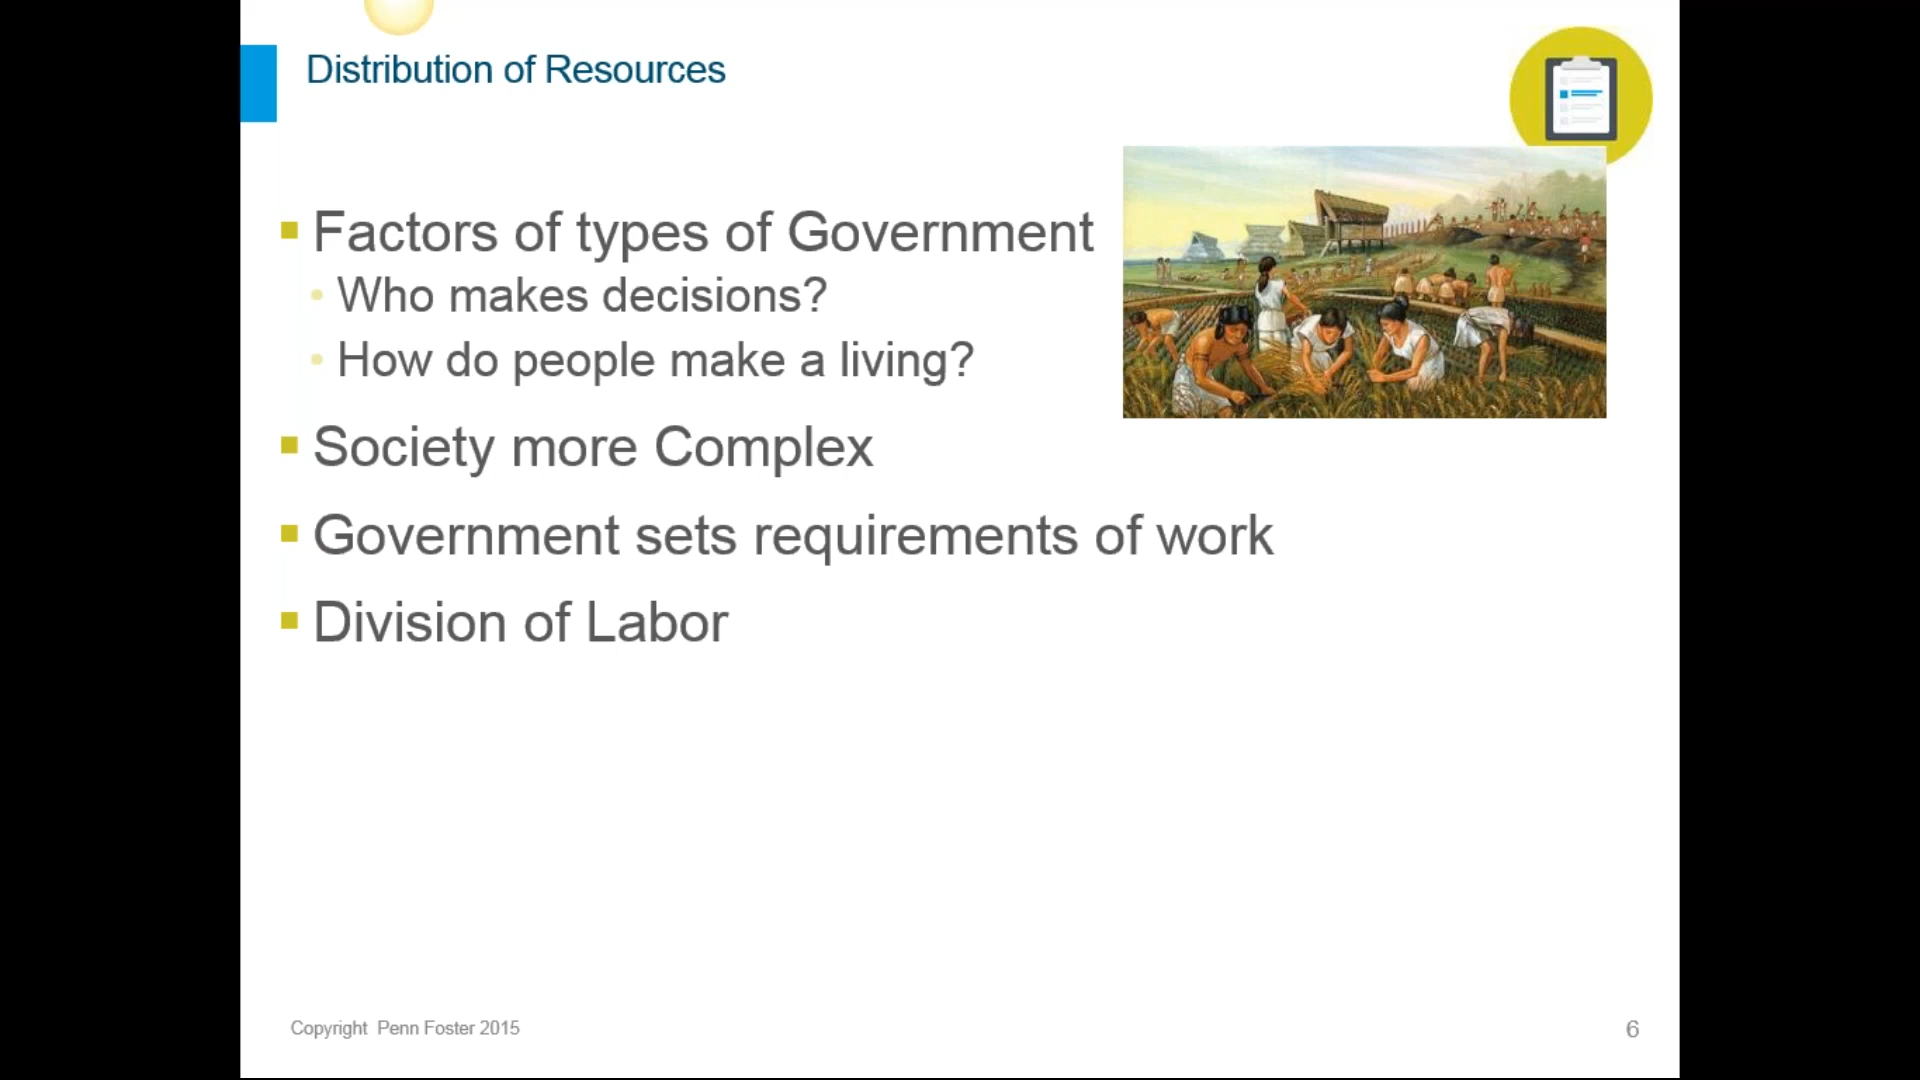 Distribution of Resources
Factors of types of Government
Who makes decisions?
How do people make a living?
Society more Complex
Government sets requirements of work
Division of Labor
Copyright Penn Foster 2015
6